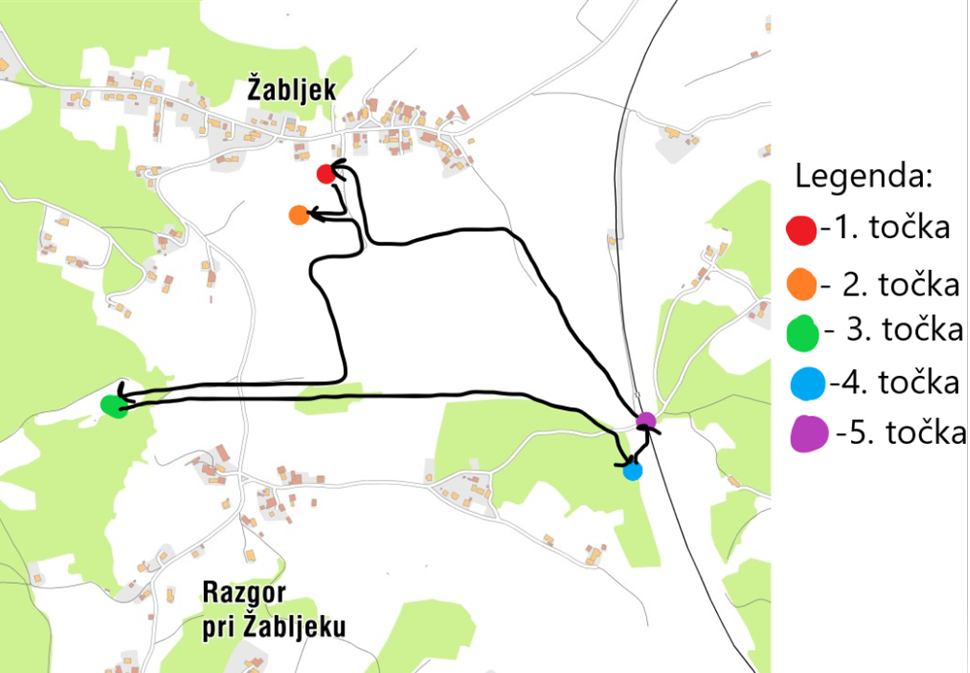 Žabljek
Razgor
pri Žabljeku
Legenda:
-1. točka
- 2. točka
- 3. točka
-4. točka
-5. točka